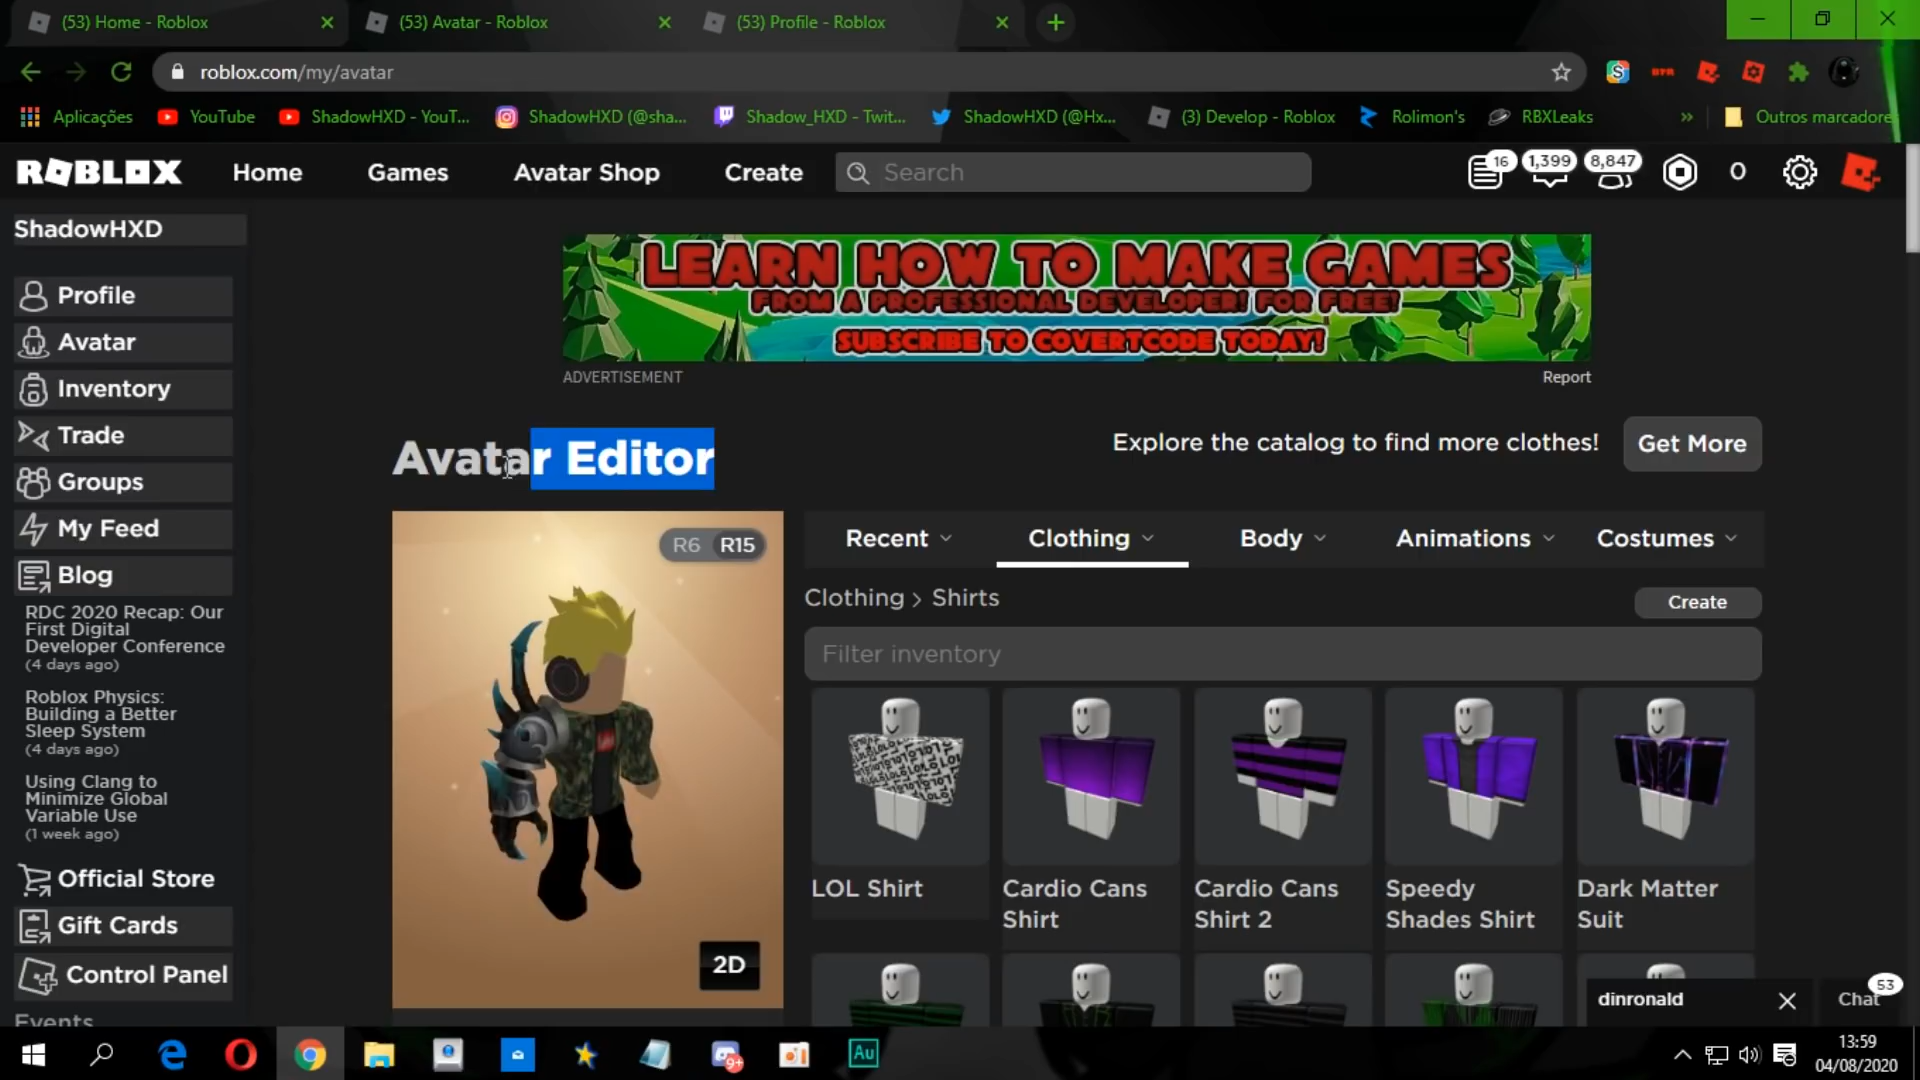 (53) Home - Roblox
(53) Avatar - Roblox
(53) Profile - Roblox
roblox.com/my/avatar
Aplicações
YouTube
ShadowHXD - YouT...
ShadowHXD (@sha...
Shadow_HXD - Twit...
ShadowHXD (@Hx...
(3) Develop - Roblox
Rolimon's
RBXLeaks
»
Outros marcadore
ROBLOX
Home
Games
Avatar Shop
Create
Search
16
1,399
8,847
0
ShadowHXD
Profile
Avatar
Inventory
Trade
Groups
My Feed
Blog
RDC 2020 Recap: Our
First Digital
Developer Conference
(4 days ago)
Roblox Physics:
Building a Better
Sleep System
(4 days ago)
Using Clang to
Minimize Global
Variable Use
(1 week ago)
Official Store
Gift Cards
Control Panel
Events
LEARN HOW TO MAKE GAMES
FROM A PROFESSIONAL DEVELOPER! FOR FREE!
SUBSCRIBE TO COVERTCODE TODAY!
ADVERTISEMENT
Report
Avatar Editor
Explore the catalog to find more clothes!
Get More
R6 R15
2D
Recent
Clothing
Body
Animations
Costumes
Clothing > Shirts
Create
Filter inventory
LOL Shirt
Cardio Cans
Shirt
Cardio Cans
Shirt 2
Speedy
Shades Shirt
Dark Matter
Suit
dinronald
Chat
53
9+
Au
13:59
04/08/2020